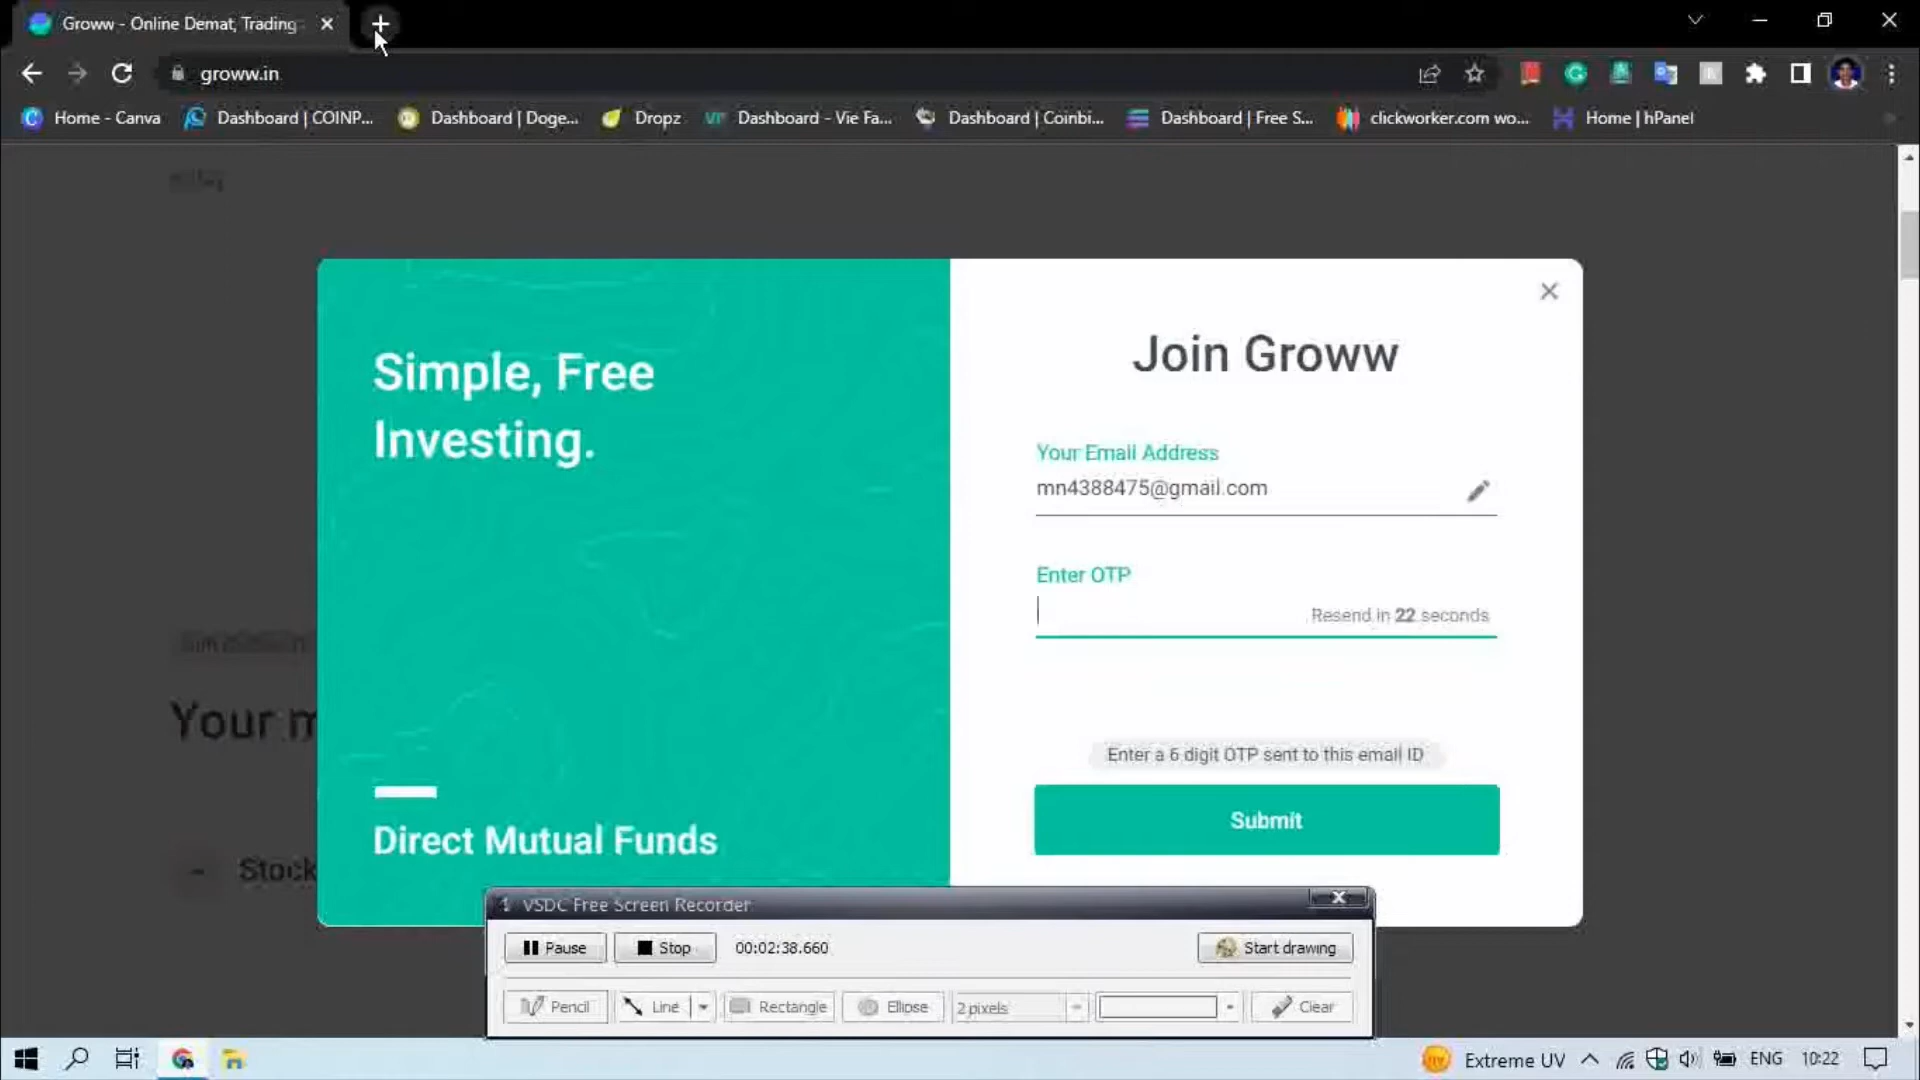 Groww - Online Demat, Trading
groww.in
Home - Canva
Dashboard | COINP...
Dashboard | Doge...
Dropz
Dashboard - Vie Fa...
Dashboard | Coinbi...
Dashboard | Free S...
clickworker.com wo...
Home | hPanel
Simple, Free
Investing.
Direct Mutual Funds
Join Groww
Your Email Address
mn4388475@gmail.com
Enter OTP
Resend in 22 seconds
Enter a 6 digit OTP sent to this email ID
Submit
Your m
Stock
VSDC Free Screen Recorder
Pause
Stop
00:02:38.660
Start drawing
Pencil
Line
Rectangle
Ellipse
2 pixels
Clear
Extreme UV
ENG
10:22